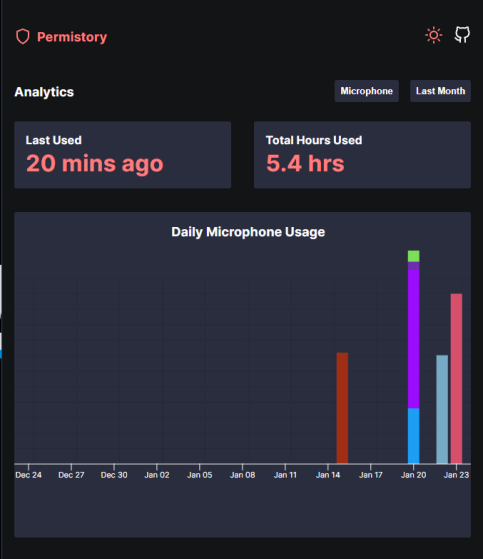 Permistory
Analytics
Microphone
Last Month
Last Used
20 mins ago
Total Hours Used
5.4 hrs
Daily Microphone Usage
Dec 24 Dec 27 Dec 30 Jan 02 Jan 05 Jan 08 Jan 11 Jan 14 Jan 17 Jan 20 Jan 23